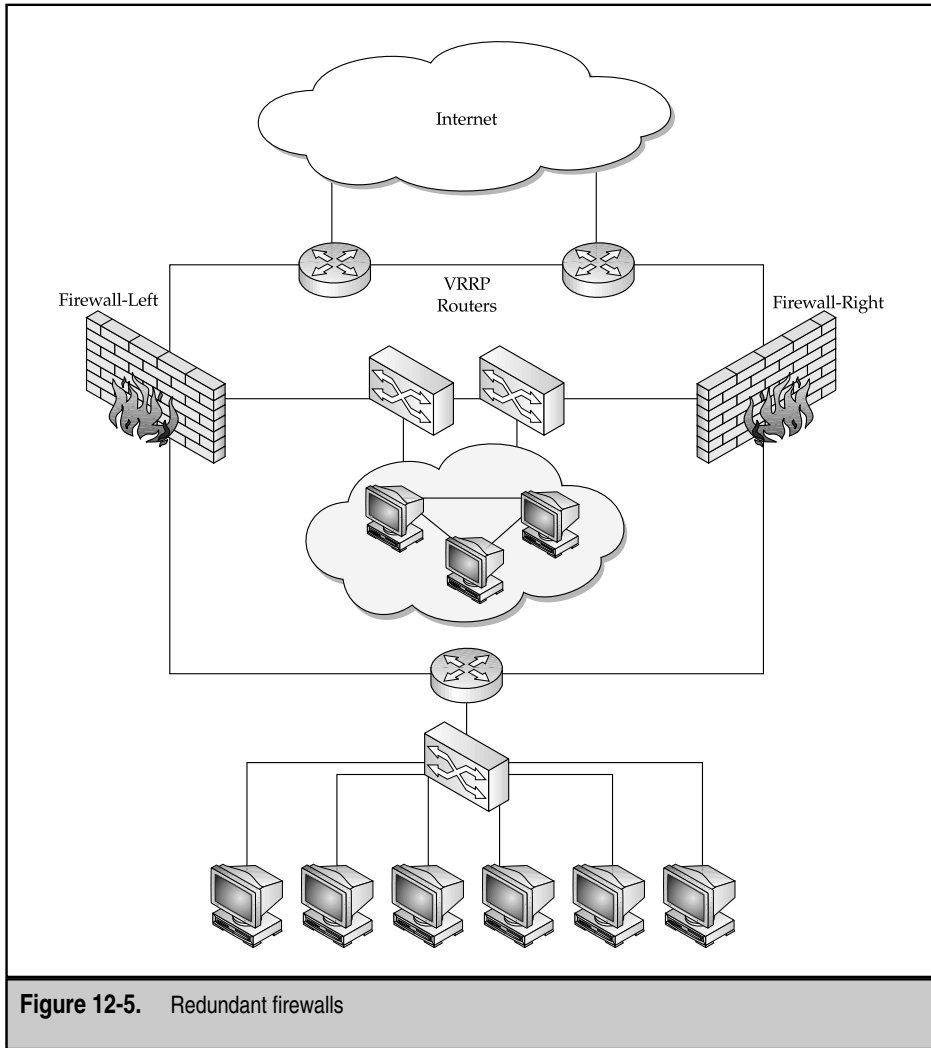 Internet
VRRP
Routers
Firewall-Left
Firewall-Right
Figure 12-5. Redundant firewalls